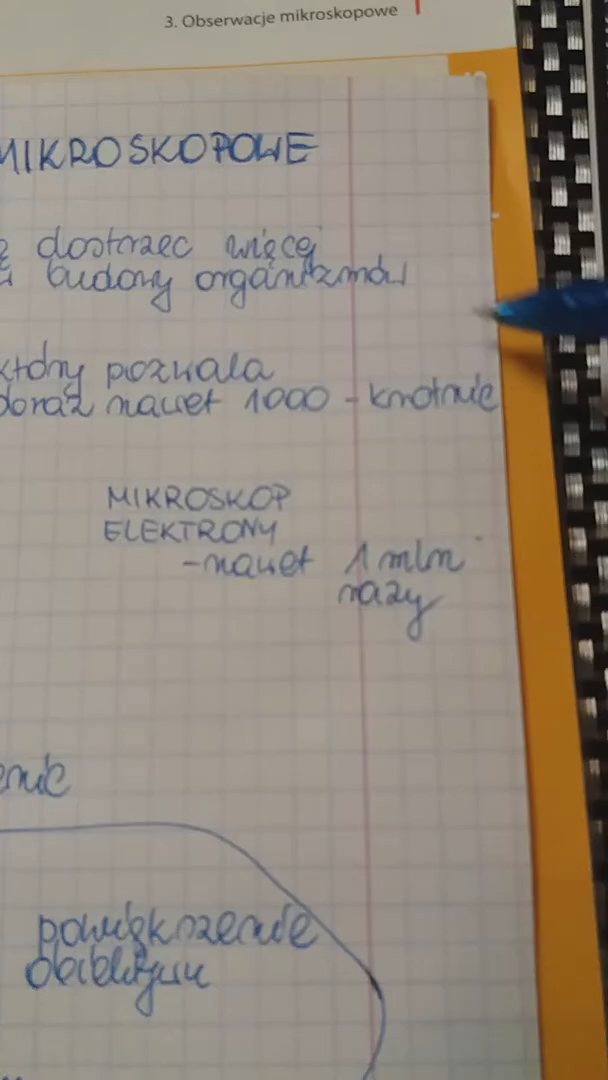 3. Obserwacje mikroskopowe
MIKROSKOPOWE
dostrzec więcej
budowy organizmów
który pozwala
obraz nawet 1000 - krotnie
MIKROSKOP
ELEKTRONY
- nawet 1 mln
razy
powiększenie
obiektywu